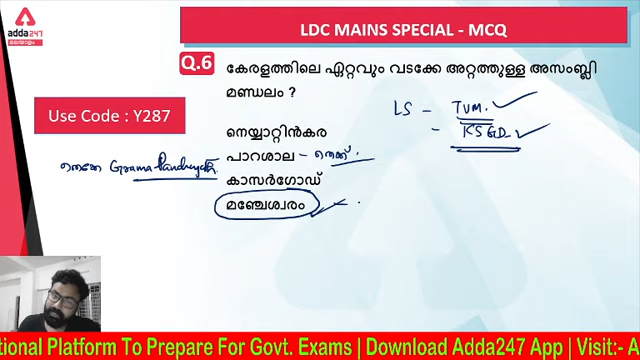 adda247
മലയാളം
LDC MAINS SPECIAL - MCQ
Q.6
കേരളത്തിലെ ഏറ്റവും വടക്കേ അറ്റത്തുള്ള അസംബ്ലി
മണ്ഡലം ?
Use Code : Y287
LS - TVM.
- KSGD
നെയ്യാറ്റിൻകര
പാറശാല - തെക്ക്.
തെക്കേ Grama Panchayath
കാസർഗോഡ്
മഞ്ചേശ്വരം
tional Platform To Prepare For Govt. Exams | Download Adda247 App | Visit:- A